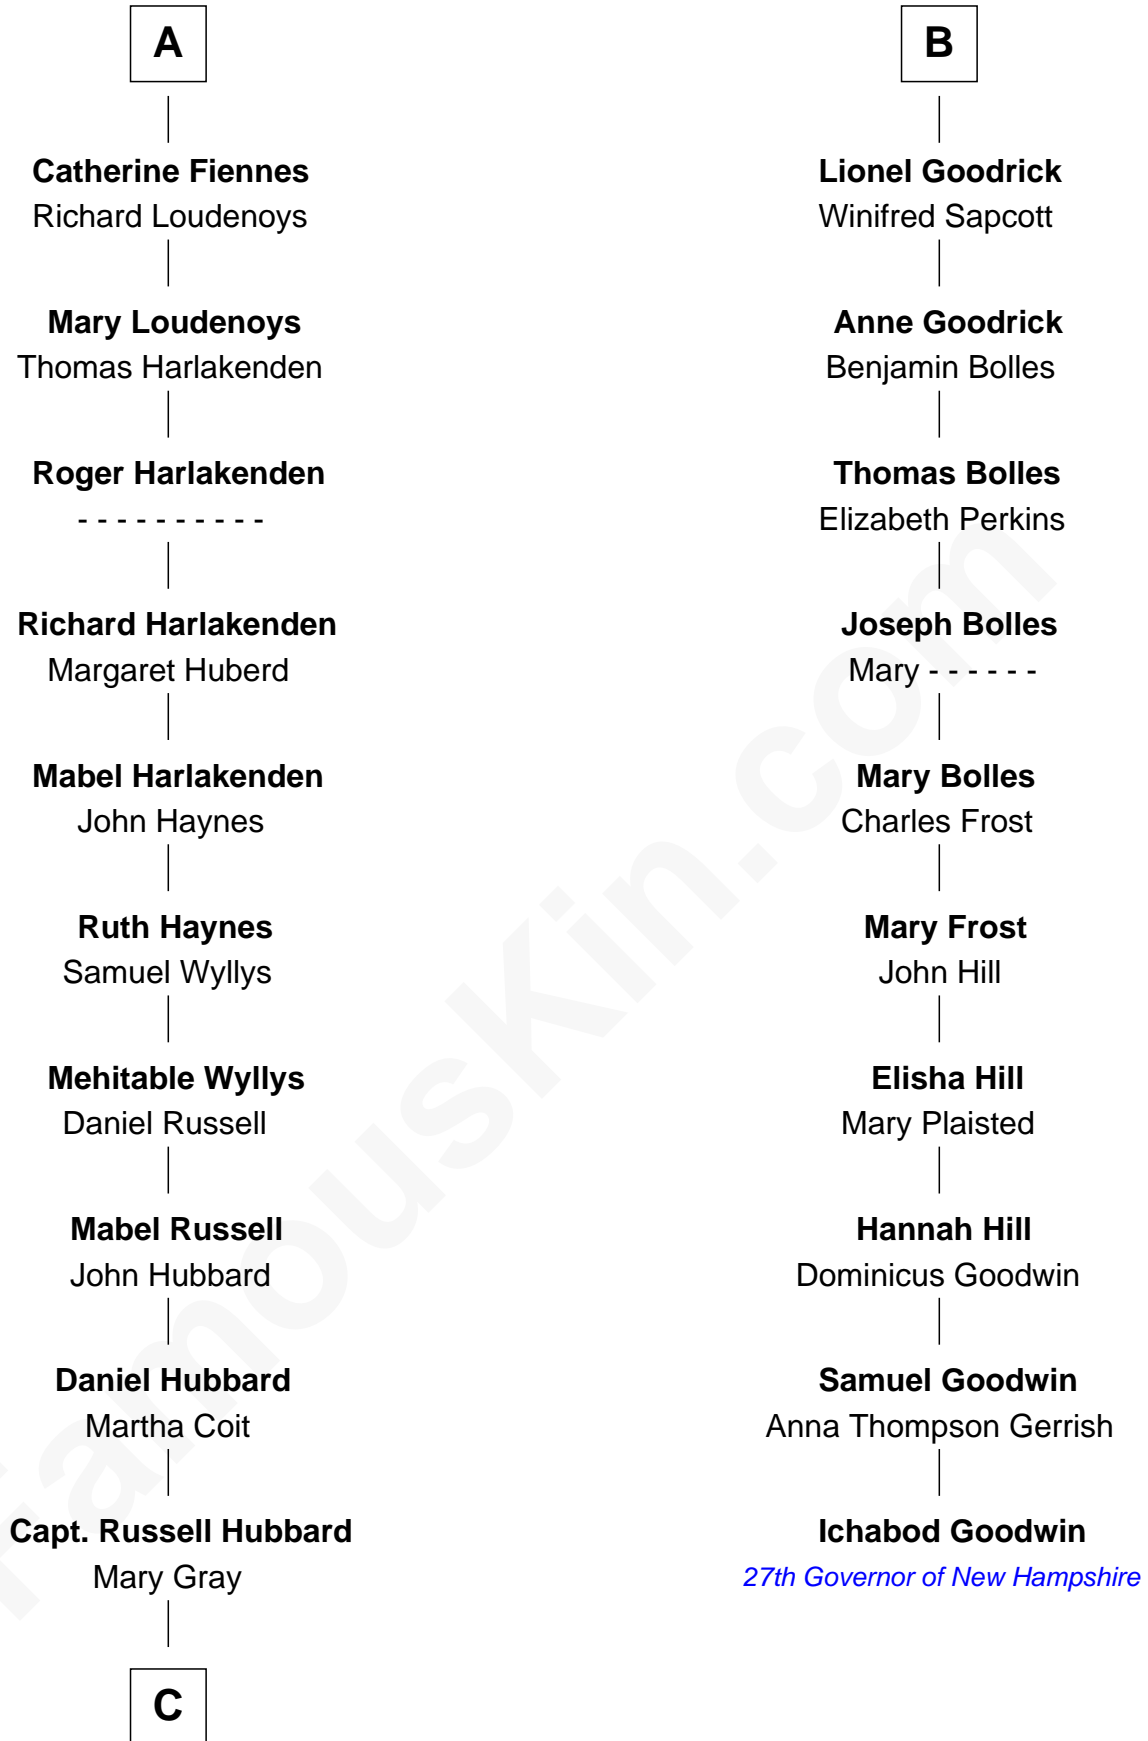 A
Catherine Fiennes
Richard Loudenoys
Mary Loudenoys
Thomas Harlakenden
Roger Harlakenden
- - - - - - - - - -
Richard Harlakenden
Margaret Huberd
Mabel Harlakenden
John Haynes
Ruth Haynes
Samuel Wyllys
Mehitable Wyllys
Daniel Russell
Mabel Russell
John Hubbard
Daniel Hubbard
Martha Coit
Capt. Russell Hubbard
Mary Gray
C
B
Lionel Goodrick
Winifred Sapcott
Anne Goodrick
Benjamin Bolles
Thomas Bolles
Elizabeth Perkins
Joseph Bolles
Mary - - - - - -
Mary Bolles
Charles Frost
Mary Frost
John Hill
Elisha Hill
Mary Plaisted
Hannah Hill
Dominicus Goodwin
Samuel Goodwin
Anna Thompson Gerrish
Ichabod Goodwin
27th Governor of New Hampshire
FamousKin.com